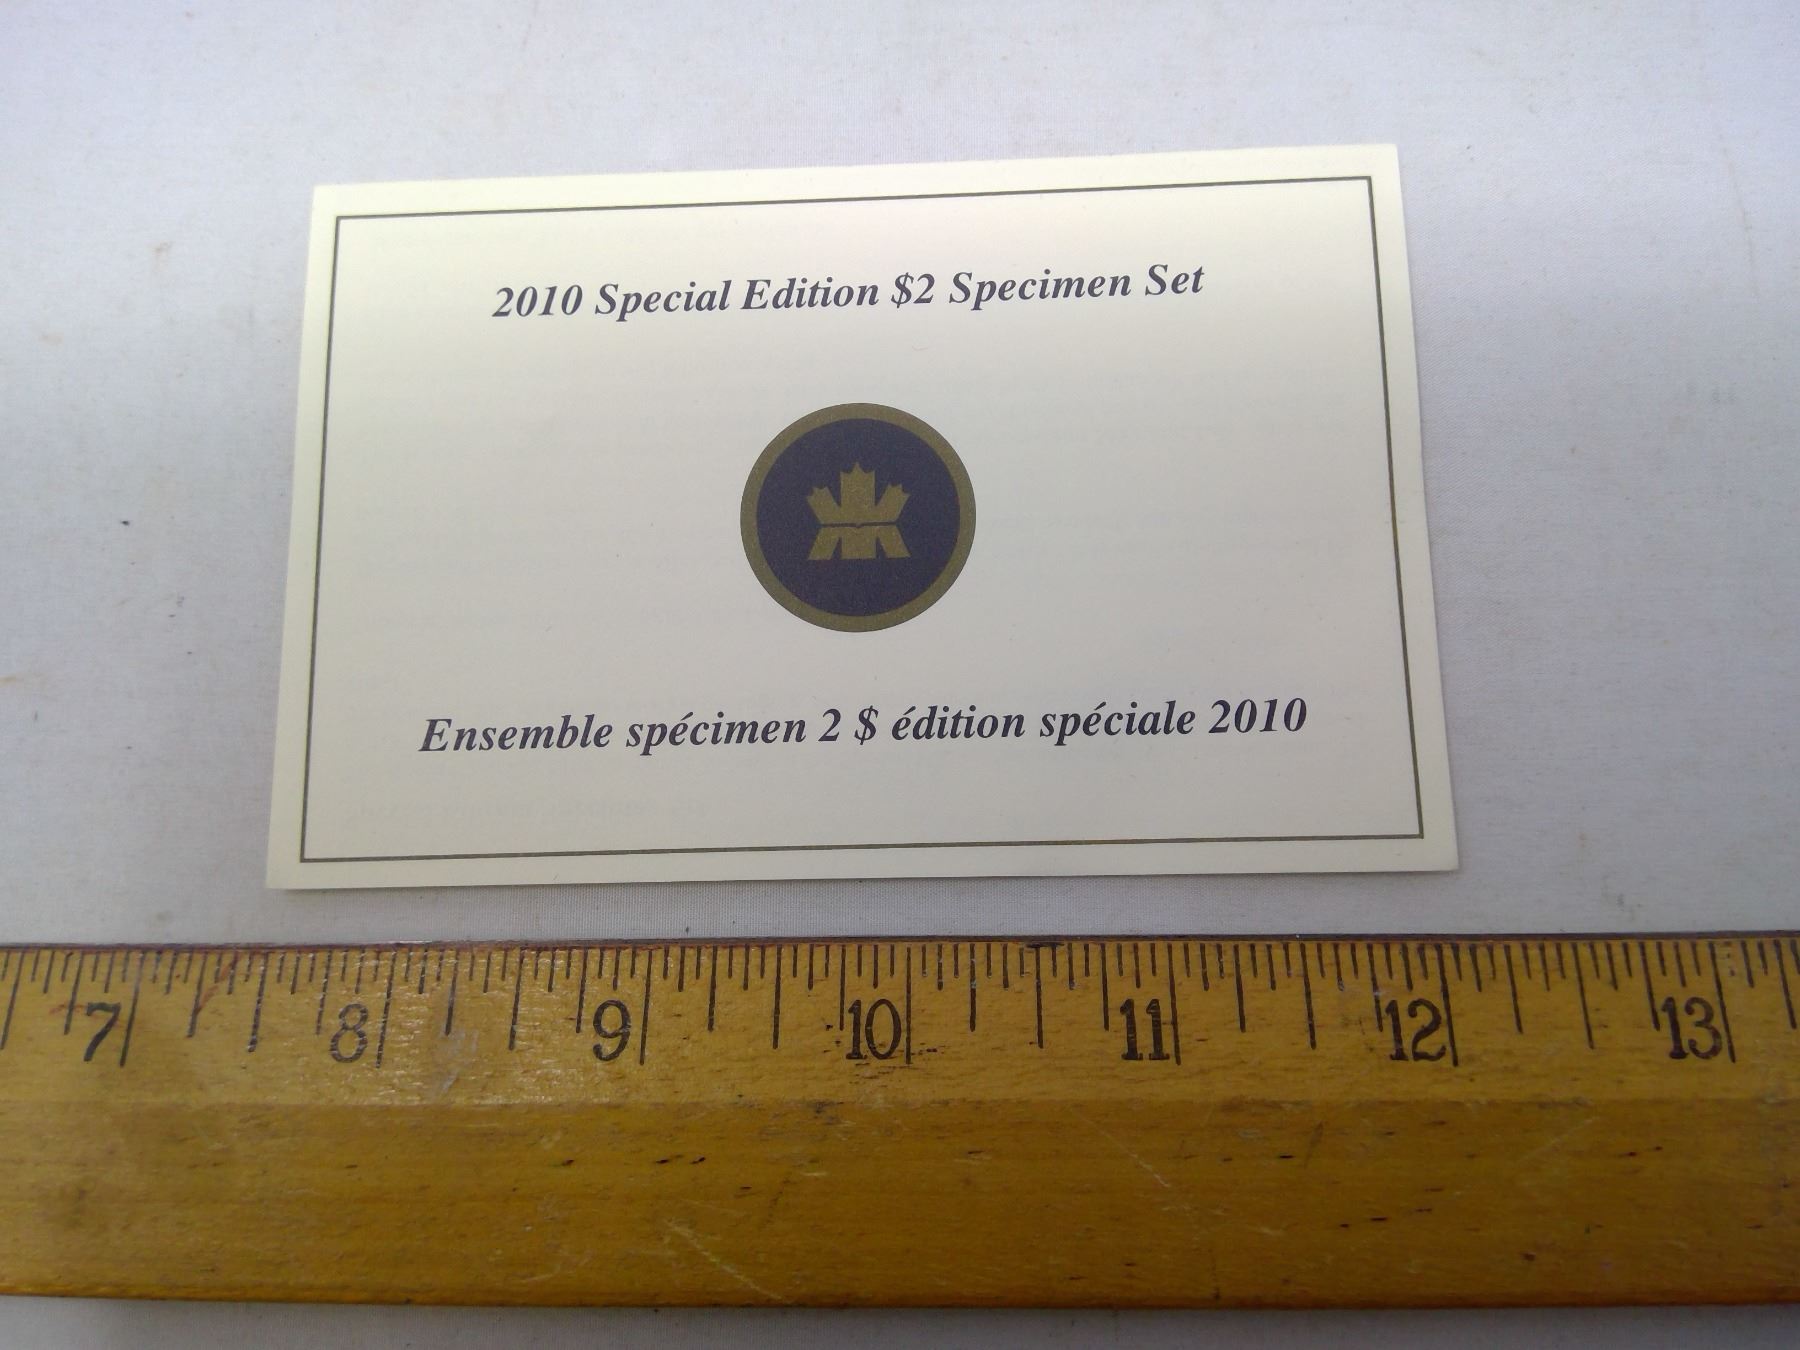 2010 Special Edition $2 Specimen Set
Ensemble spécimen 2 $ édition spéciale 2010
7 8 9 10 11 12 13